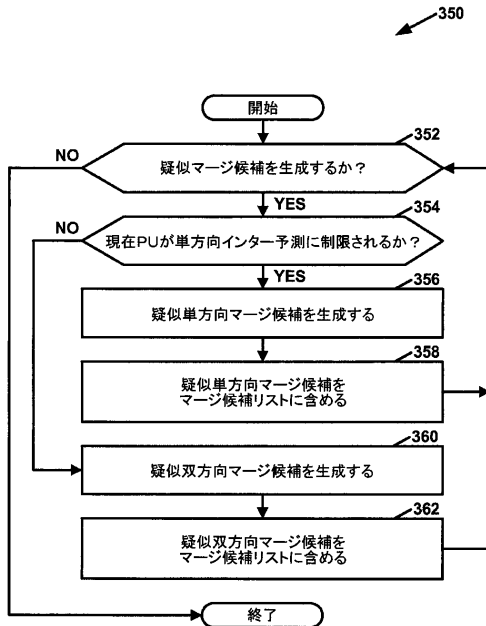 350
開始
352
NO
疑似マージ候補を生成するか？
YES
354
NO
現在PUが単方向インター予測に制限されるか？
YES
356
疑似単方向マージ候補を生成する
358
疑似単方向マージ候補を
マージ候補リストに含める
360
疑似双方向マージ候補を生成する
362
疑似双方向マージ候補を
マージ候補リストに含める
終了